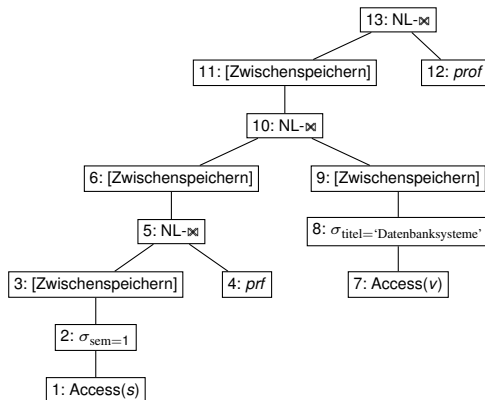 13: NL-⋈
11: [Zwischenspeichern]
12: prof
10: NL-⋈
6: [Zwischenspeichern]
9: [Zwischenspeichern]
5: NL-⋈
8: σtitel=‘Datenbanksysteme’
3: [Zwischenspeichern]
4: prf
7: Access(v)
2: σsem=1
1: Access(s)